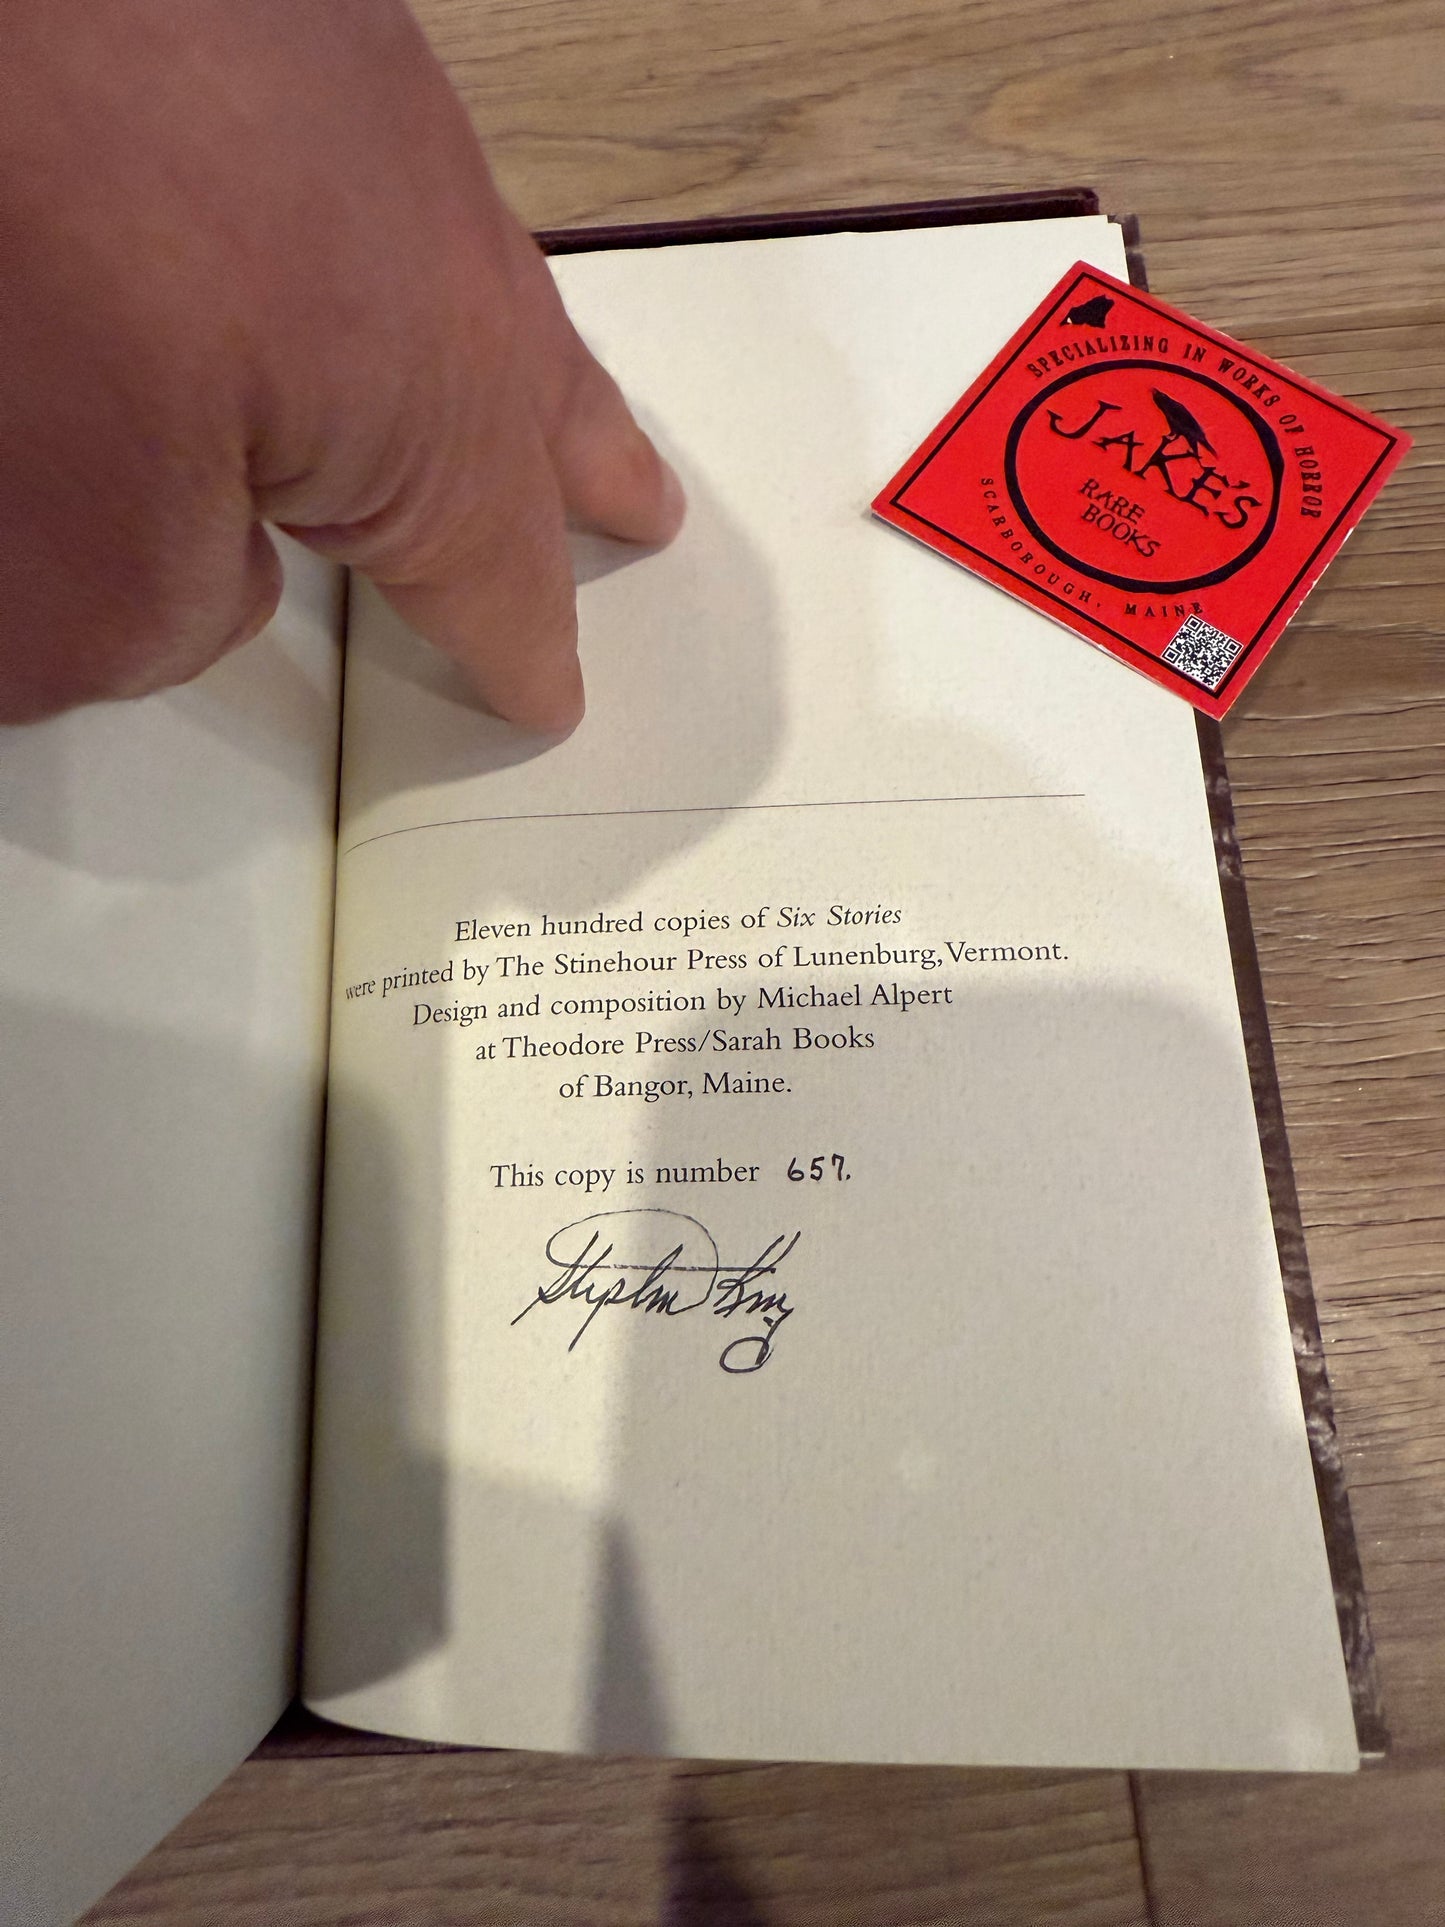 SPECIALIZING IN WORKS OF HORROR
JAKE'S
RARE
BOOKS
SCARBOROUGH, MAINE
Eleven hundred copies of Six Stories
were printed by The Stinehour Press of Lunenburg, Vermont.
Design and composition by Michael Alpert
at Theodore Press/Sarah Books
of Bangor, Maine.
This copy is number 657.
Stephen King